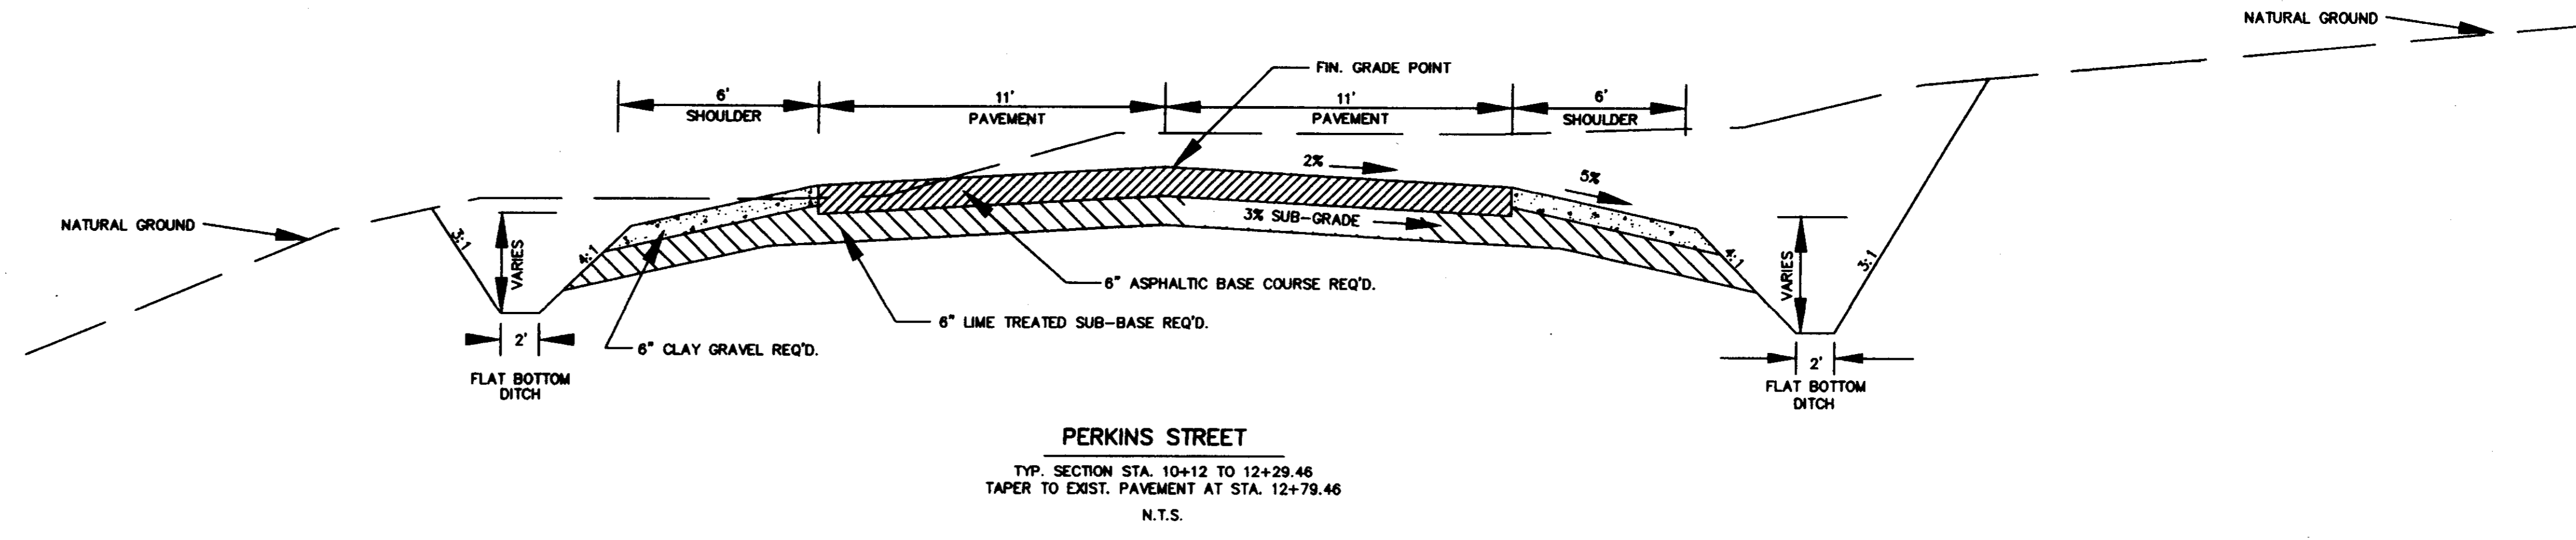 NATURAL GROUND
FIN. GRADE POINT
6'
SHOULDER
11'
PAVEMENT
11'
PAVEMENT
6'
SHOULDER
2%
5%
NATURAL GROUND
3:1
VARIES
4:1
3% SUB-GRADE
4:1
VARIES
3:1
6" ASPHALTIC BASE COURSE REQ'D.
6" LIME TREATED SUB-BASE REQ'D.
6" CLAY GRAVEL REQ'D.
2'
FLAT BOTTOM
DITCH
2'
FLAT BOTTOM
DITCH
PERKINS STREET
TYP. SECTION STA. 10+12 TO 12+29.46
TAPER TO EXIST. PAVEMENT AT STA. 12+79.46
N.T.S.